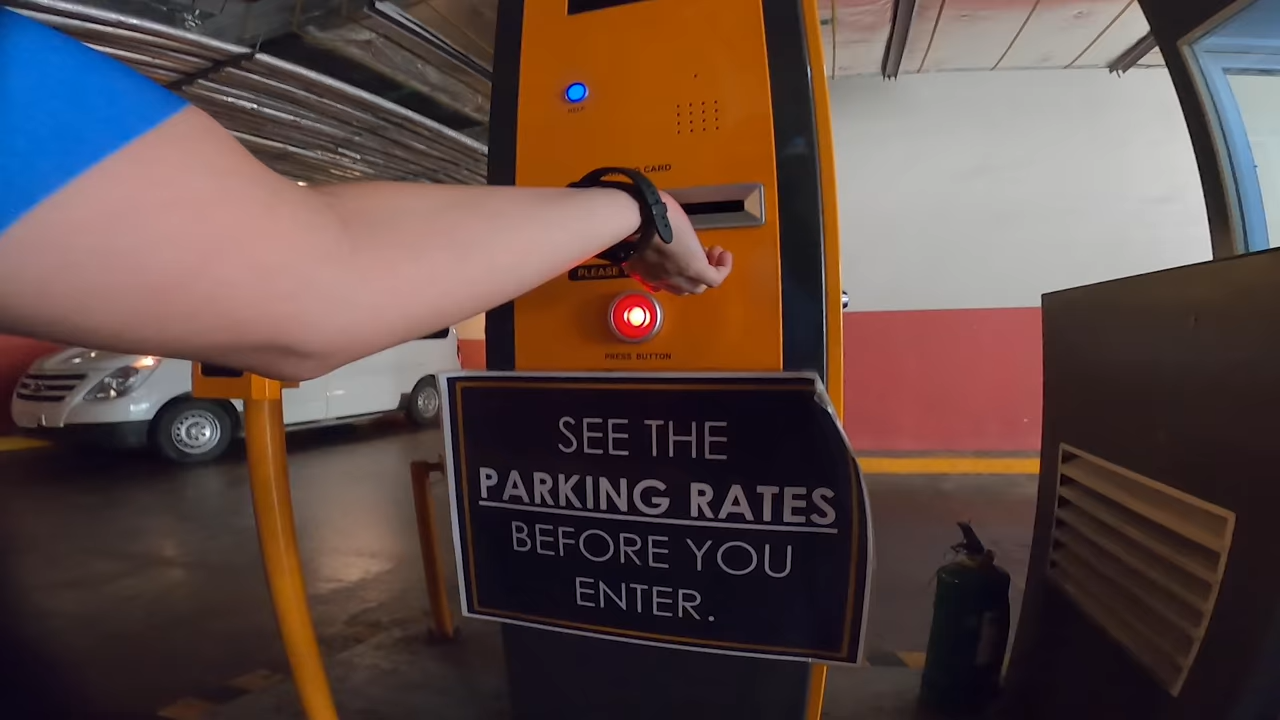 HELP
CARD
PLEASE
PRESS BUTTON
SEE THE
PARKING RATES
BEFORE YOU
ENTER.